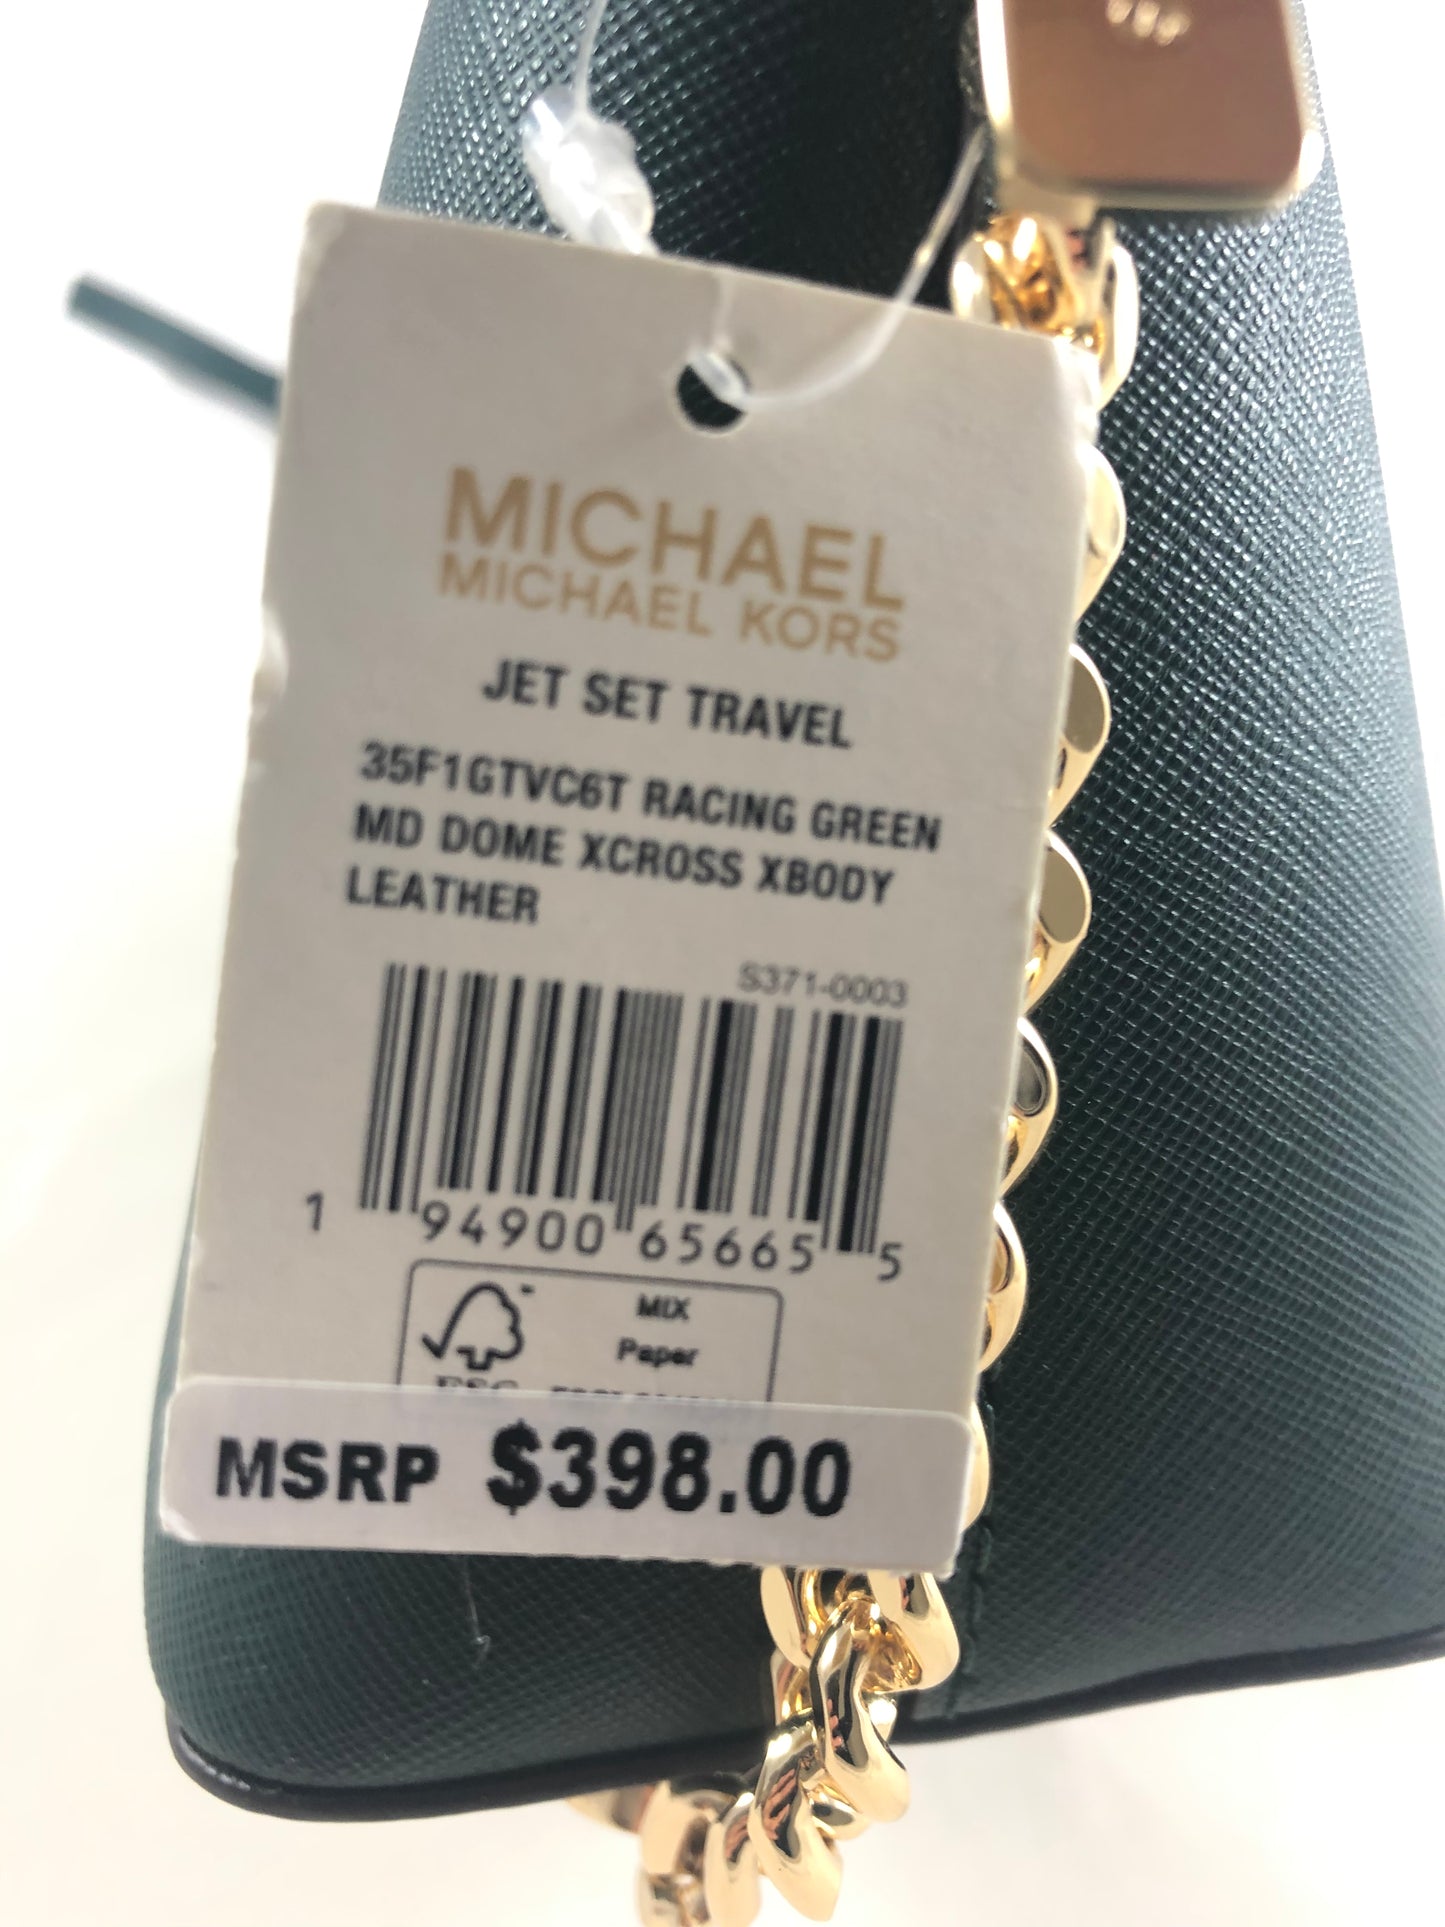 MICHAEL
MICHAEL KORS
JET SET TRAVEL
35F1GTVC6T RACING GREEN
MD DOME XCROSS XBODY
LEATHER
S371-0003
1 94900 65665 5
MIX
Paper
FSC
MSRP $398.00